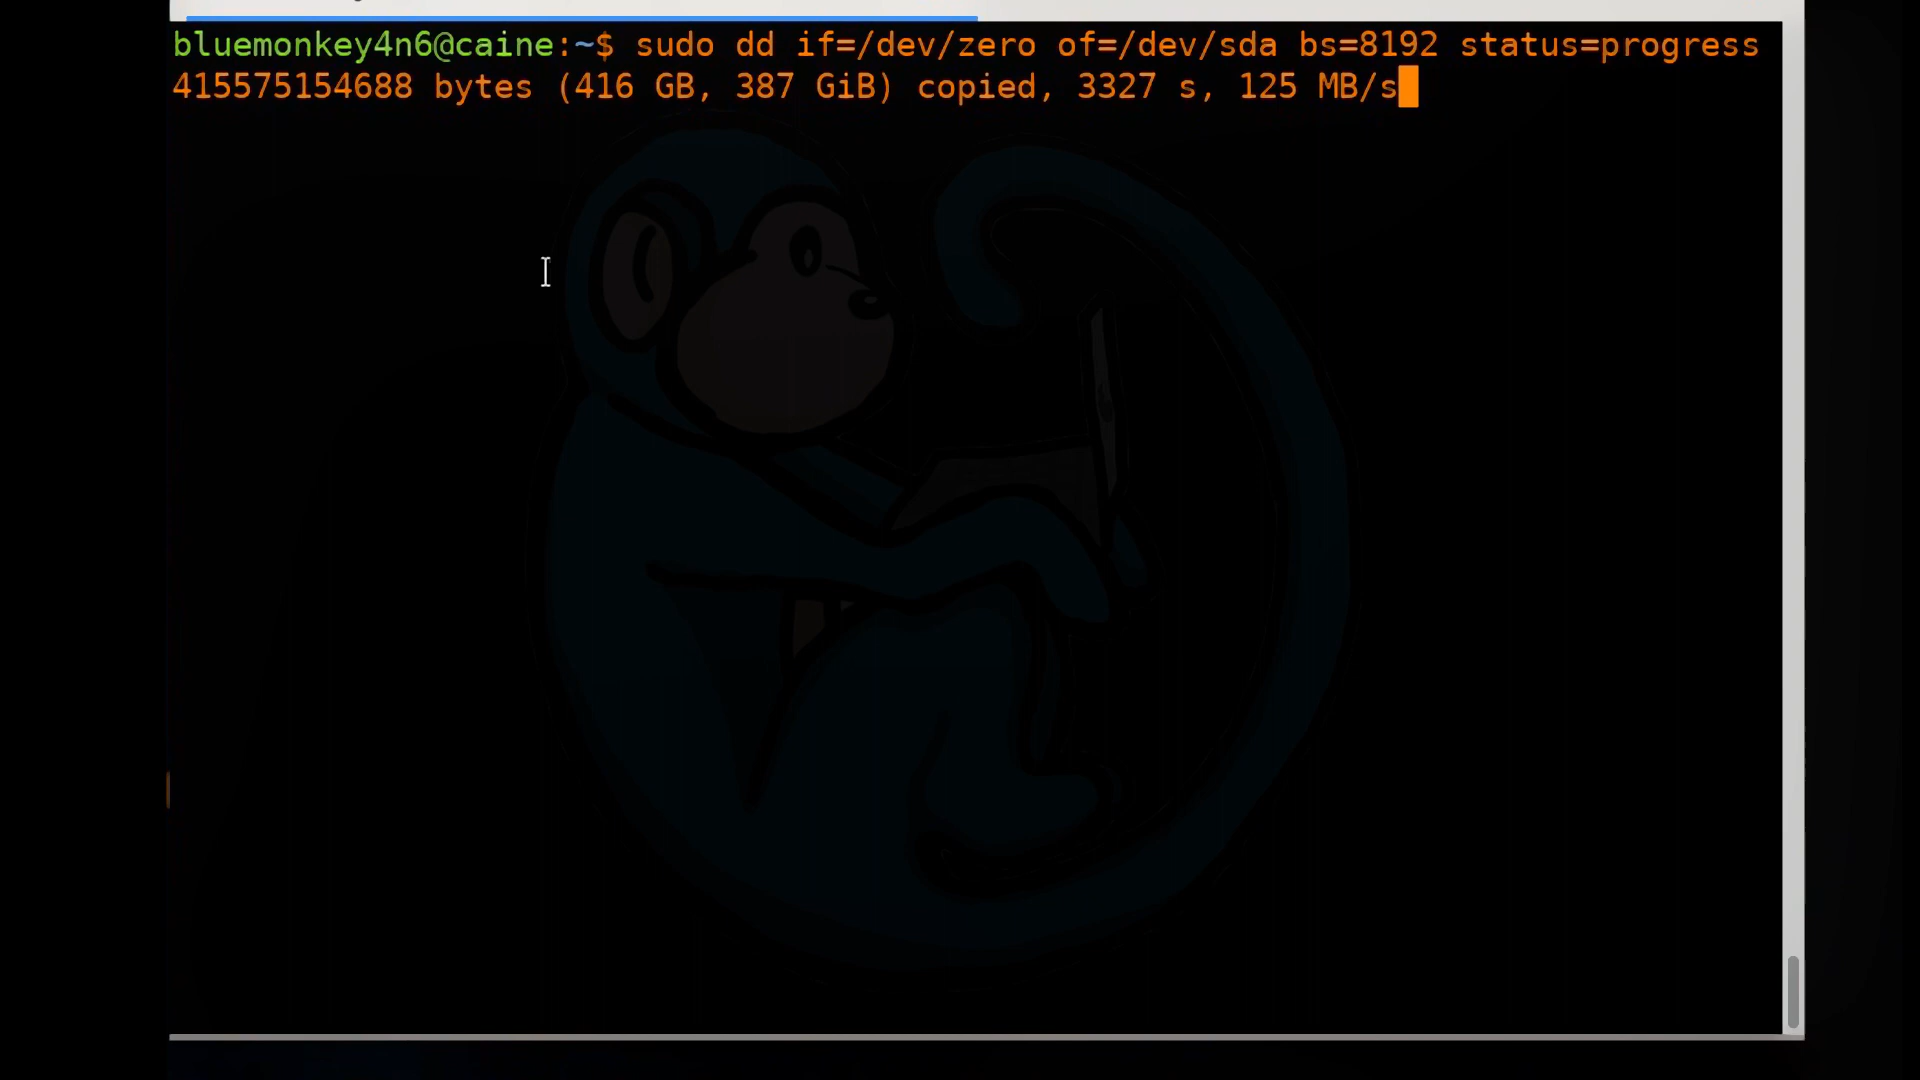 bluemonkey4n6@caine:~$ sudo dd if=/dev/zero of=/dev/sda bs=8192 status=progress
415575154688 bytes (416 GB, 387 GiB) copied, 3327 s, 125 MB/s